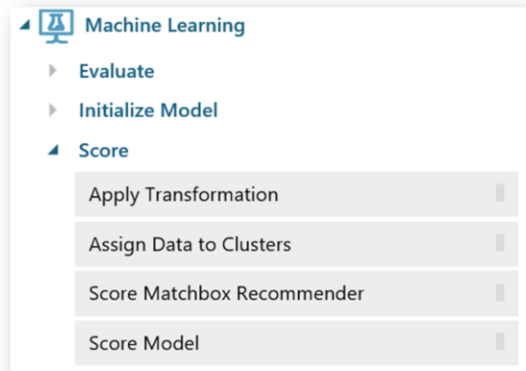 Machine Learning
Evaluate
Initialize Model
Score
Apply Transformation
Assign Data to Clusters
Score Matchbox Recommender
Score Model